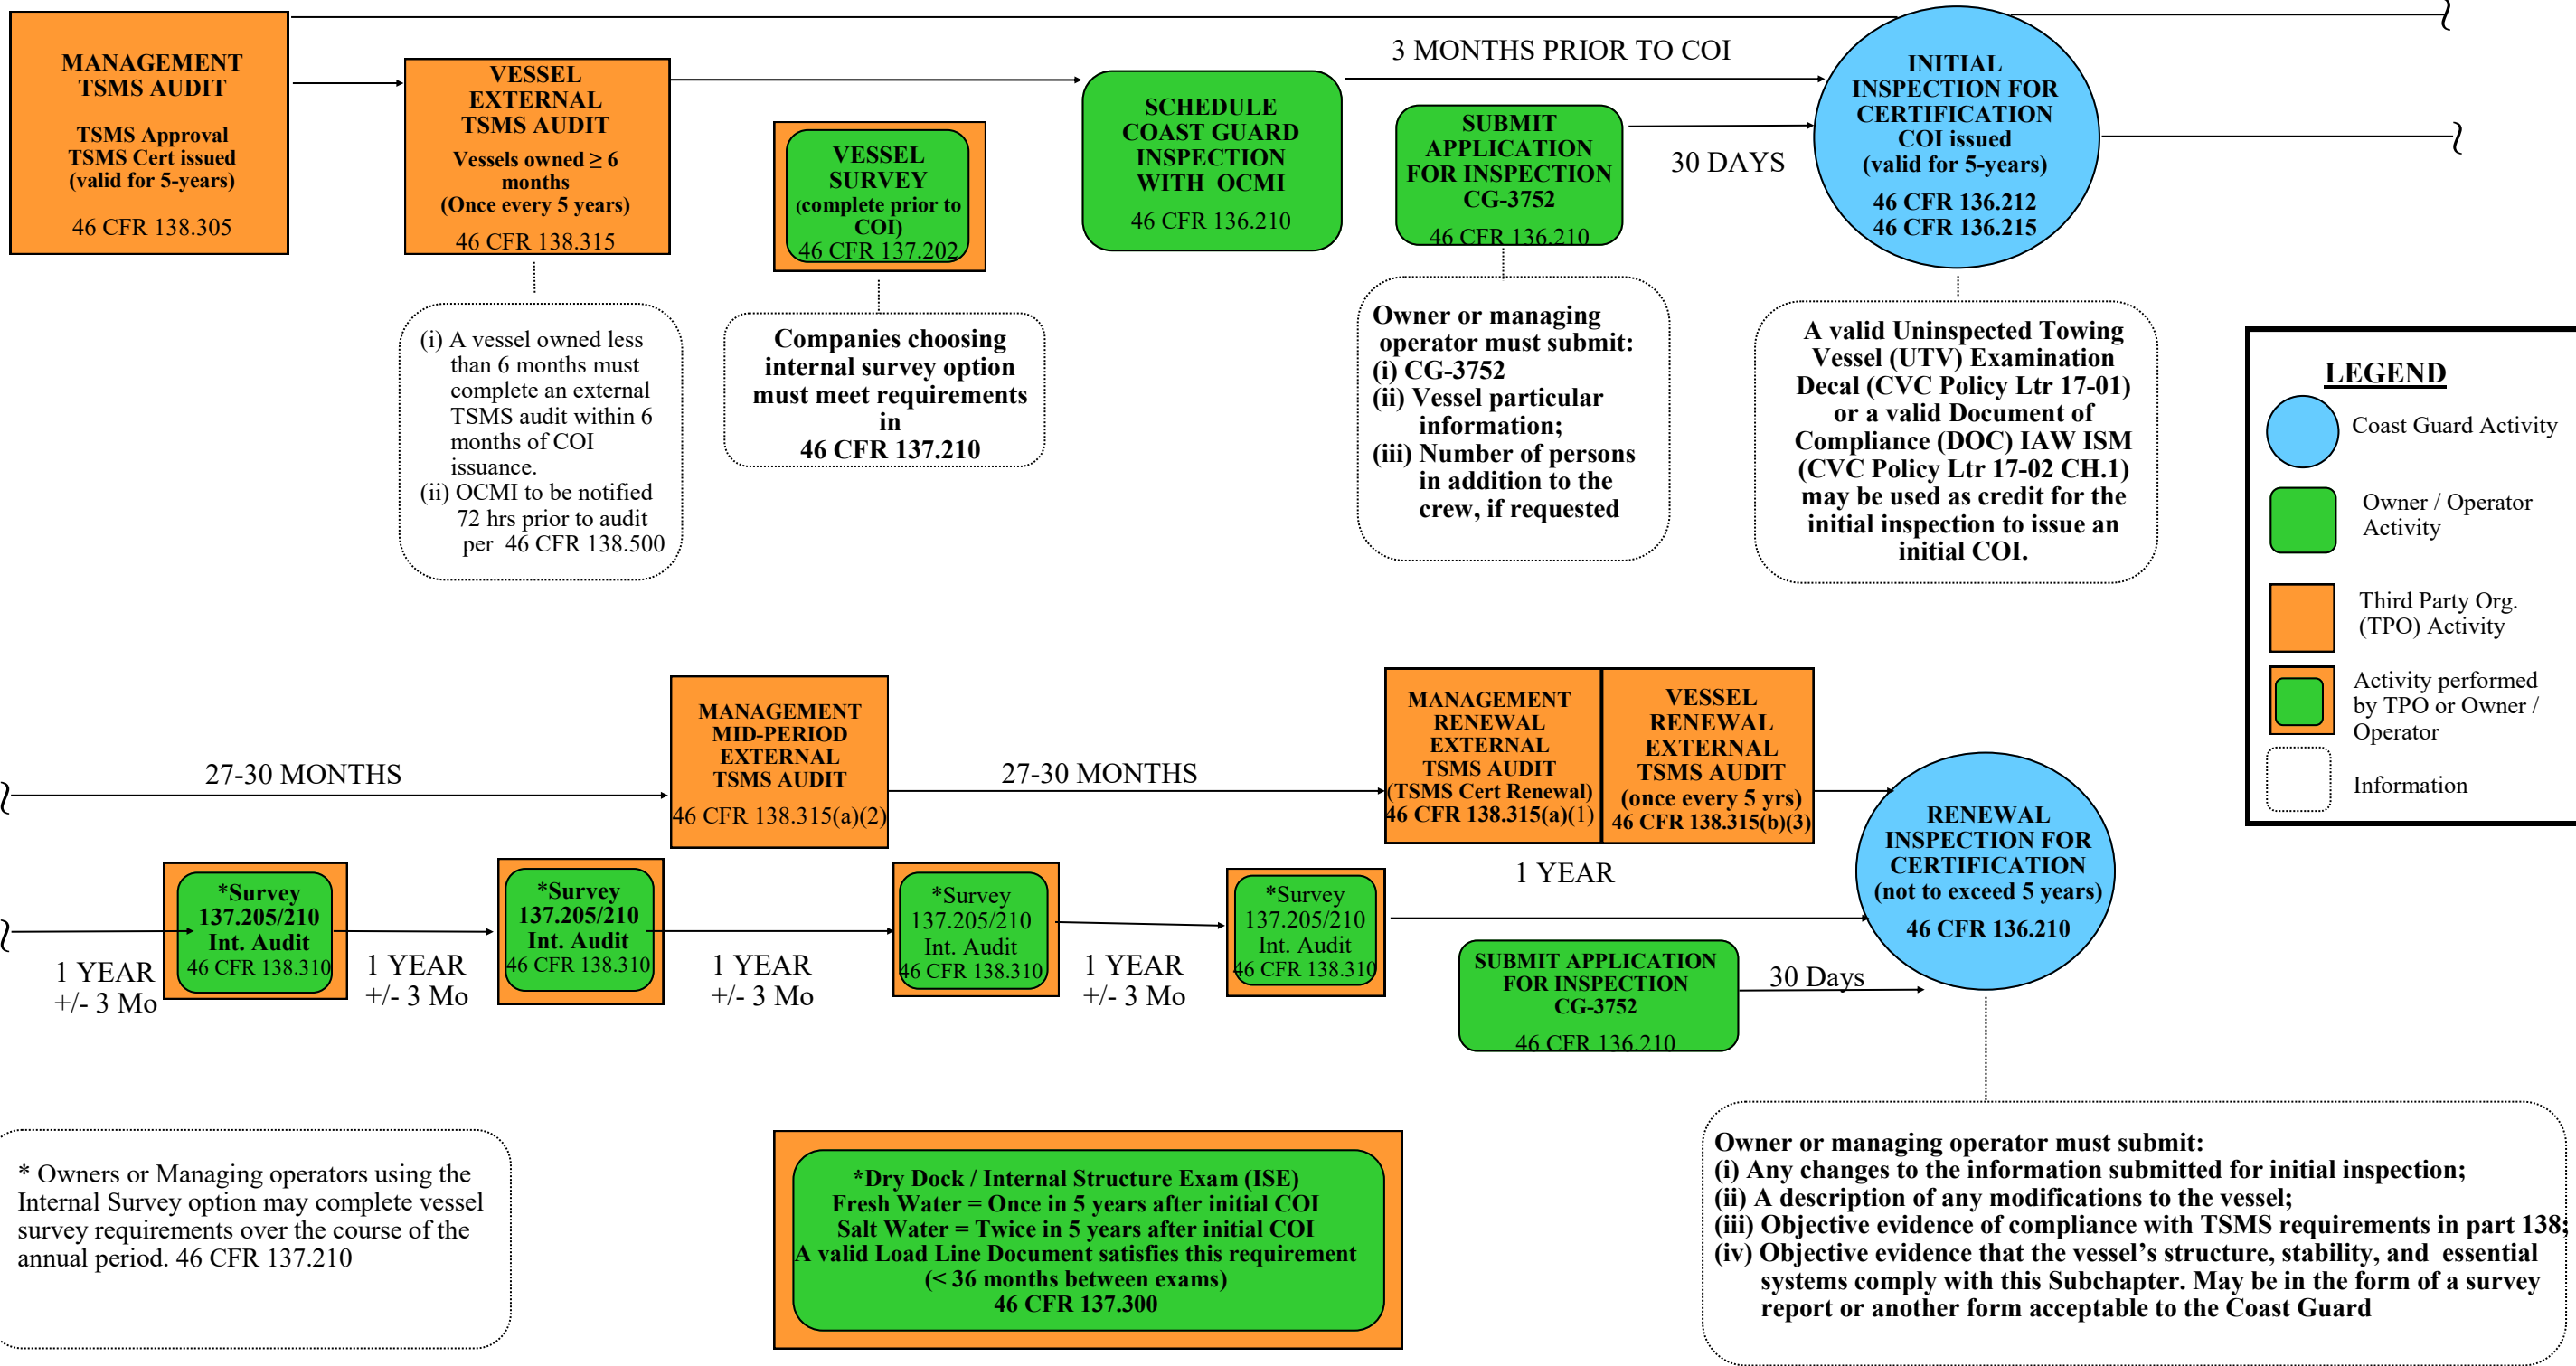 MANAGEMENT
TSMS AUDIT
TSMS Approval
TSMS Cert issued
(valid for 5-years)
46 CFR 138.305
VESSEL
EXTERNAL
TSMS AUDIT
Vessels owned ≥ 6
months
(Once every 5 years)
46 CFR 138.315
(i) A vessel owned less
than 6 months must
complete an external
TSMS audit within 6
months of COI
issuance.
(ii) OCMI to be notified
72 hrs prior to audit
per 46 CFR 138.500
VESSEL
SURVEY
(complete prior to
COI)
46 CFR 137.202
Companies choosing
internal survey option
must meet requirements
in
46 CFR 137.210
SCHEDULE
COAST GUARD
INSPECTION
WITH OCMI
46 CFR 136.210
3 MONTHS PRIOR TO COI
SUBMIT
APPLICATION
FOR INSPECTION
CG-3752
46 CFR 136.210
30 DAYS
Owner or managing
operator must submit:
(i) CG-3752
(ii) Vessel particular
information;
(iii) Number of persons
in addition to the
crew, if requested
INITIAL
INSPECTION FOR
CERTIFICATION
COI issued
(valid for 5-years)
46 CFR 136.212
46 CFR 136.215
A valid Uninspected Towing
Vessel (UTV) Examination
Decal (CVC Policy Ltr 17-01)
or a valid Document of
Compliance (DOC) IAW ISM
(CVC Policy Ltr 17-02 CH.1)
may be used as credit for the
initial inspection to issue an
initial COI.
LEGEND
Coast Guard Activity
Owner / Operator
Activity
Third Party Org.
(TPO) Activity
Activity performed
by TPO or Owner /
Operator
Information
27-30 MONTHS
MANAGEMENT
MID-PERIOD
EXTERNAL
TSMS AUDIT
46 CFR 138.315(a)(2)
27-30 MONTHS
MANAGEMENT
RENEWAL
EXTERNAL
TSMS AUDIT
(TSMS Cert Renewal)
46 CFR 138.315(a)(1)
VESSEL
RENEWAL
EXTERNAL
TSMS AUDIT
(once every 5 yrs)
46 CFR 138.315(b)(3)
1 YEAR
+/- 3 Mo
*Survey
137.205/210
Int. Audit
46 CFR 138.310
1 YEAR
+/- 3 Mo
*Survey
137.205/210
Int. Audit
46 CFR 138.310
1 YEAR
+/- 3 Mo
*Survey
137.205/210
Int. Audit
46 CFR 138.310
1 YEAR
+/- 3 Mo
*Survey
137.205/210
Int. Audit
46 CFR 138.310
1 YEAR
SUBMIT APPLICATION
FOR INSPECTION
CG-3752
46 CFR 136.210
30 Days
RENEWAL
INSPECTION FOR
CERTIFICATION
(not to exceed 5 years)
46 CFR 136.210
* Owners or Managing operators using the
Internal Survey option may complete vessel
survey requirements over the course of the
annual period. 46 CFR 137.210
*Dry Dock / Internal Structure Exam (ISE)
Fresh Water = Once in 5 years after initial COI
Salt Water = Twice in 5 years after initial COI
A valid Load Line Document satisfies this requirement
(< 36 months between exams)
46 CFR 137.300
Owner or managing operator must submit:
(i) Any changes to the information submitted for initial inspection;
(ii) A description of any modifications to the vessel;
(iii) Objective evidence of compliance with TSMS requirements in part 138;
(iv) Objective evidence that the vessel's structure, stability, and essential
systems comply with this Subchapter. May be in the form of a survey
report or another form acceptable to the Coast Guard